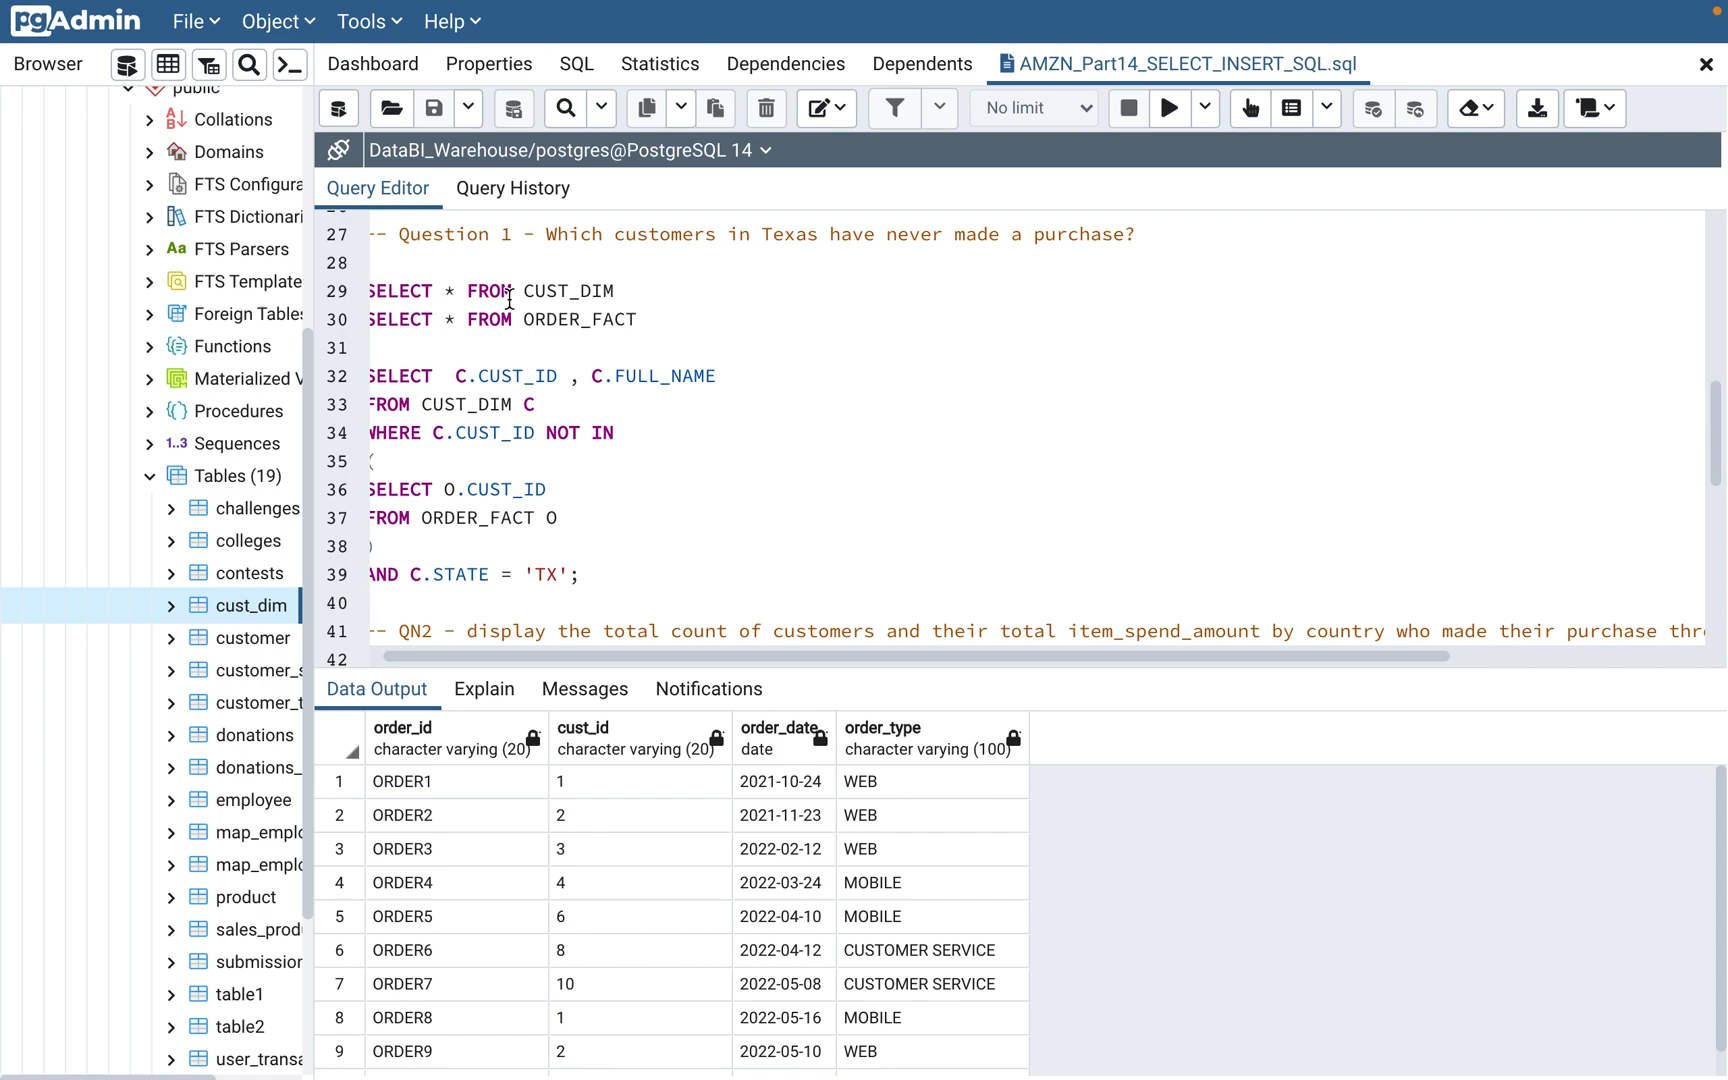 pgAdmin File Object Tools Help
Browser Dashboard Properties SQL Statistics Dependencies Dependents AMZN_Part14_SELECT_INSERT_SQL.sql
No limit
DataBI_Warehouse/postgres@PostgreSQL 14
Query Editor Query History
public
Collations
Domains
FTS Configura
FTS Dictionari
Aa FTS Parsers
FTS Template
Foreign Table
Functions
Materialized V
Procedures
1..3 Sequences
Tables (19)
challenges
colleges
contests
cust_dim
customer
customer_s
customer_t
donations
donations_
employee
map_emplo
map_emplo
product
sales_prod
submission
table1
table2
user_transa
27 -- Question 1 - Which customers in Texas have never made a purchase?
28
29 SELECT * FROM CUST_DIM
30 SELECT * FROM ORDER_FACT
31
32 SELECT C.CUST_ID , C.FULL_NAME
33 FROM CUST_DIM C
34 WHERE C.CUST_ID NOT IN
35 (
36 SELECT O.CUST_ID
37 FROM ORDER_FACT O
38 )
39 AND C.STATE = 'TX';
40
41 -- QN2 - display the total count of customers and their total item_spend_amount by country who made their purchase thr
42
Data Output Explain Messages Notifications
order_id cust_id order_date order_type
character varying (20) character varying (20) date character varying (100)
1 ORDER1 1 2021-10-24 WEB
2 ORDER2 2 2021-11-23 WEB
3 ORDER3 3 2022-02-12 WEB
4 ORDER4 4 2022-03-24 MOBILE
5 ORDER5 6 2022-04-10 MOBILE
6 ORDER6 8 2022-04-12 CUSTOMER SERVICE
7 ORDER7 10 2022-05-08 CUSTOMER SERVICE
8 ORDER8 1 2022-05-16 MOBILE
9 ORDER9 2 2022-05-10 WEB